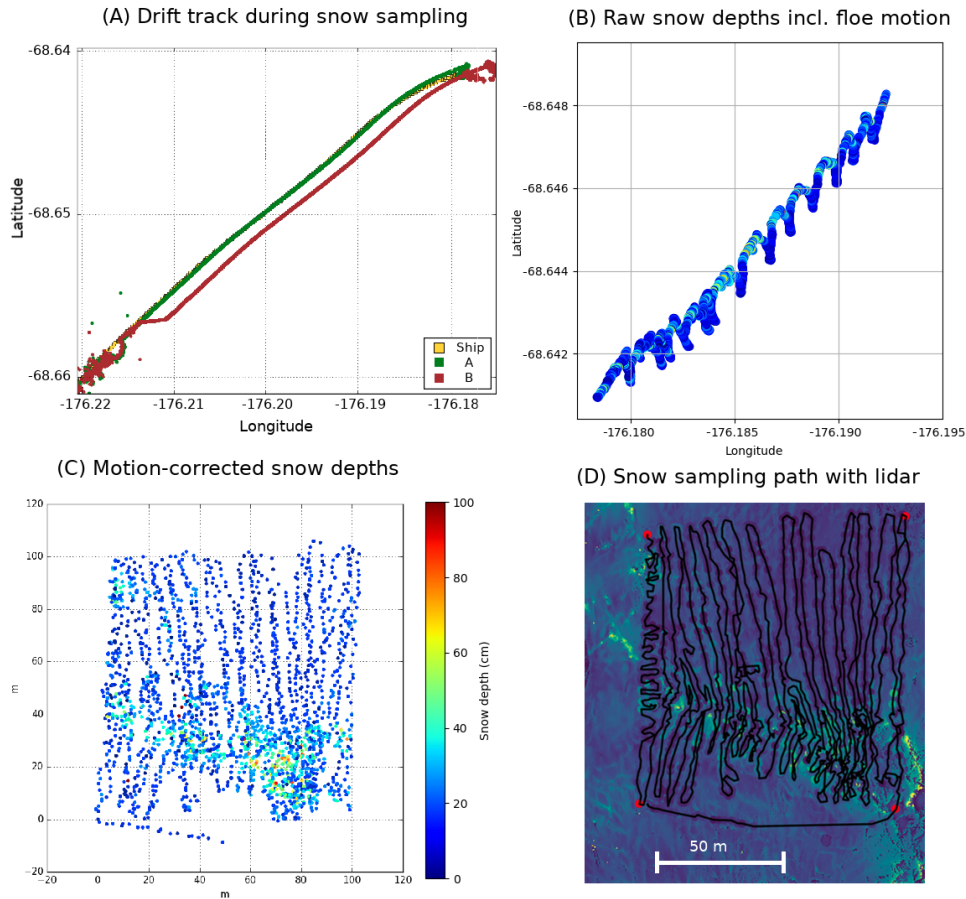 (A) Drift track during snow sampling
-68.64
-68.65
-68.66
Latitude
-176.22
-176.21
-176.20
-176.19
-176.18
Longitude
Ship
A
B
(B) Raw snow depths incl. floe motion
-68.648
-68.646
-68.644
-68.642
Latitude
-176.180
-176.185
-176.190
-176.195
Longitude
(C) Motion-corrected snow depths
120
100
80
60
40
20
0
-20
m
-20
0
20
40
60
80
100
120
m
100
80
60
40
20
0
Snow depth (cm)
(D) Snow sampling path with lidar
50 m